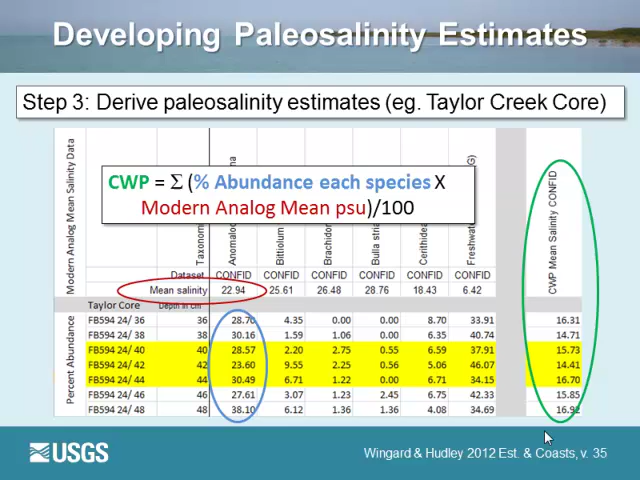 Developing Paleosalinity Estimates
Step 3: Derive paleosalinity estimates (eg. Taylor Creek Core)
CWP = Σ (% Abundance each species X
Modern Analog Mean psu)/100
Modern Analog Mean Salinity Data
Taxonom
Anomaloc
na
Bittiolum
Brachidon
Bulla stri
Cerithidea
Freshwat
G)
CWP Mean Salinity CONFID
Dataset CONFID CONFID CONFID CONFID CONFID CONFID
Mean salinity 22.94 25.61 26.48 28.76 18.43 6.42
Taylor Core Depth in cm
Percent Abundance
FB594 24/ 36 36 28.70 4.35 0.00 0.00 8.70 33.91 16.31
FB594 24/ 38 38 30.16 1.59 1.06 0.00 6.35 40.74 14.71
FB594 24/ 40 40 28.57 2.20 2.75 0.55 6.59 37.91 15.73
FB594 24/ 42 42 23.60 9.55 2.25 0.56 5.06 46.07 14.41
FB594 24/ 44 44 30.49 6.71 1.22 0.00 6.71 34.15 16.70
FB594 24/ 46 46 27.61 3.07 1.23 2.45 6.75 42.33 15.85
FB594 24/ 48 48 38.10 6.12 1.36 1.36 4.08 34.69 16.92
USGS
Wingard & Hudley 2012 Est. & Coasts, v. 35